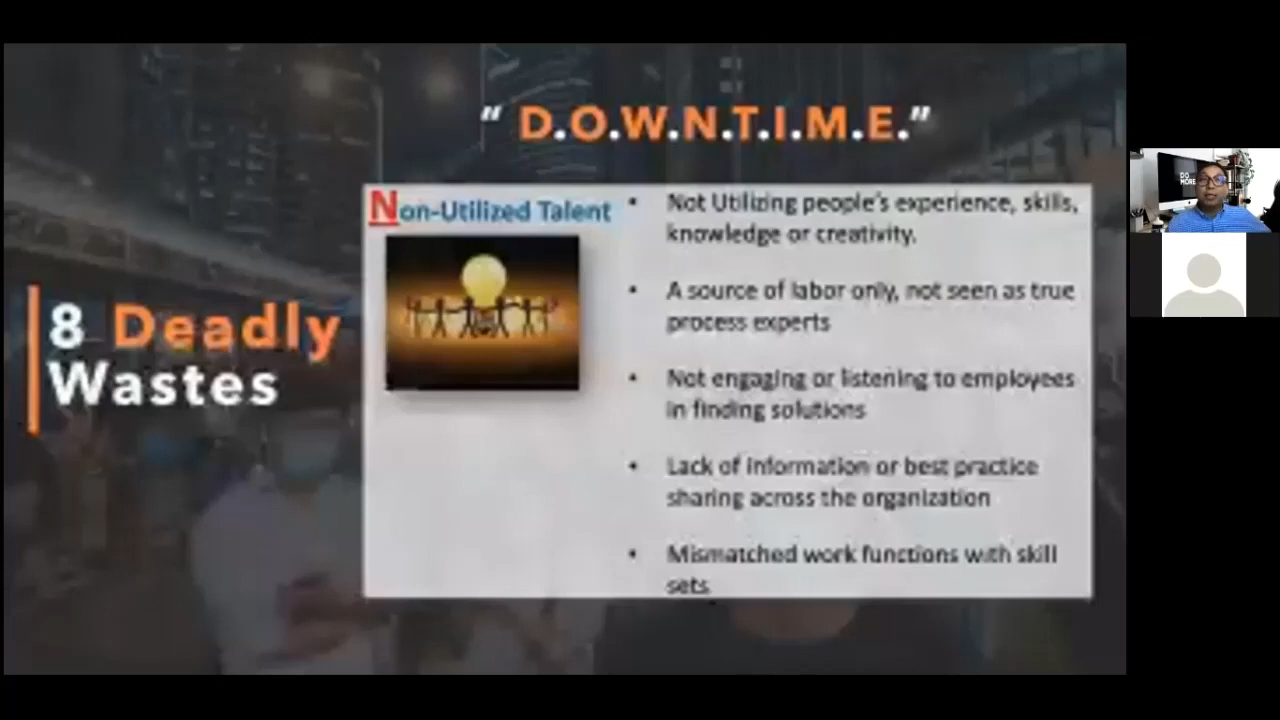 “ D.O.W.N.T.I.M.E.”
8 Deadly
Wastes
Non-Utilized Talent
• Not Utilizing people's experience, skills,
knowledge or creativity.
• A source of labor only, not seen as true
process experts
• Not engaging or listening to employees
in finding solutions
• Lack of information or best practice
sharing across the organization
• Mismatched work functions with skill
sets
DO
MORE